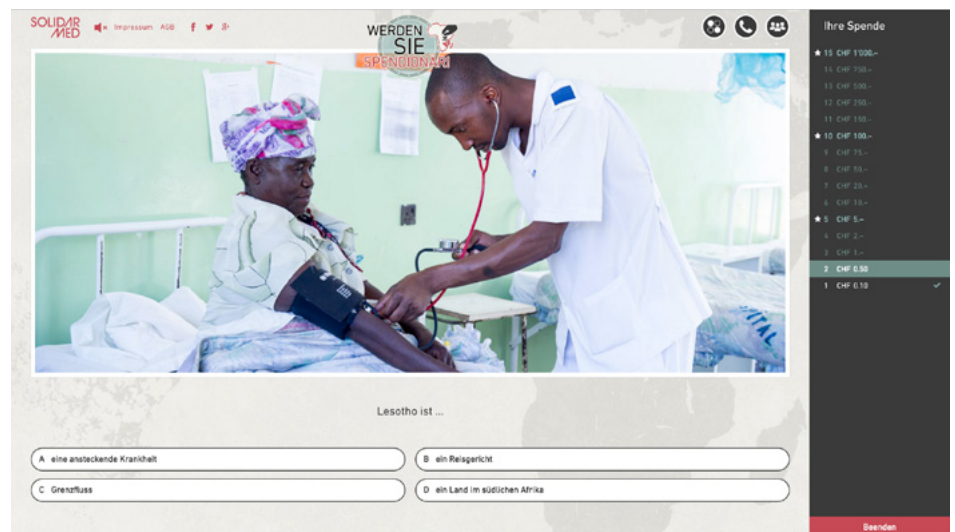 SOLIDAR
MED
Impressum AGB
WERDEN
SIE
SPENDIONÄR!
Ihre Spende
15 CHF 1'000.–
14 CHF 750.–
13 CHF 500.–
12 CHF 250.–
11 CHF 150.–
10 CHF 100.–
9 CHF 75.–
8 CHF 50.–
7 CHF 20.–
6 CHF 10.–
5 CHF 5.–
4 CHF 2.–
3 CHF 1.–
2 CHF 0.50
1 CHF 0.10
Lesotho ist ...
A eine ansteckende Krankheit
B ein Reisgericht
C Grenzfluss
D ein Land im südlichen Afrika
Beenden